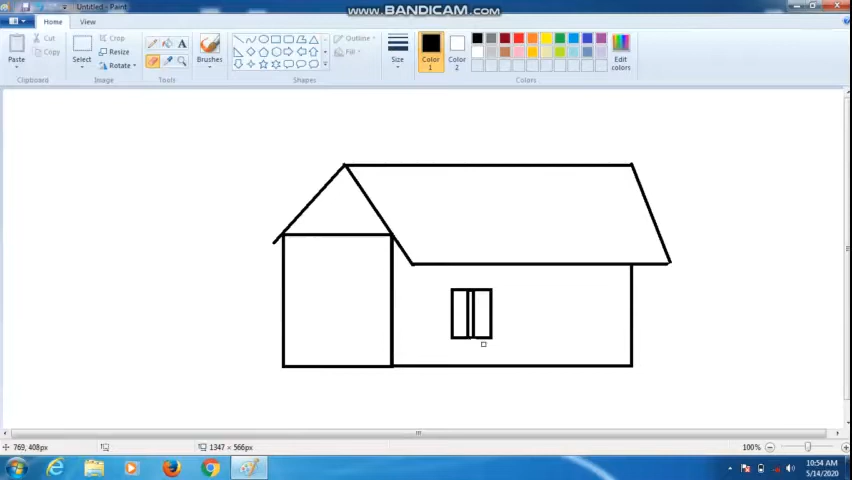 Untitled - Paint
www.BANDICAM.com
Home
View
Paste
Cut
Copy
Clipboard
Select
Crop
Resize
Rotate
Image
A
Tools
Brushes
Shapes
Outline
Fill
Size
Color 1
Color 2
Edit colors
Colors
769, 408px
1347 × 566px
100%
10:54 AM
5/14/2020